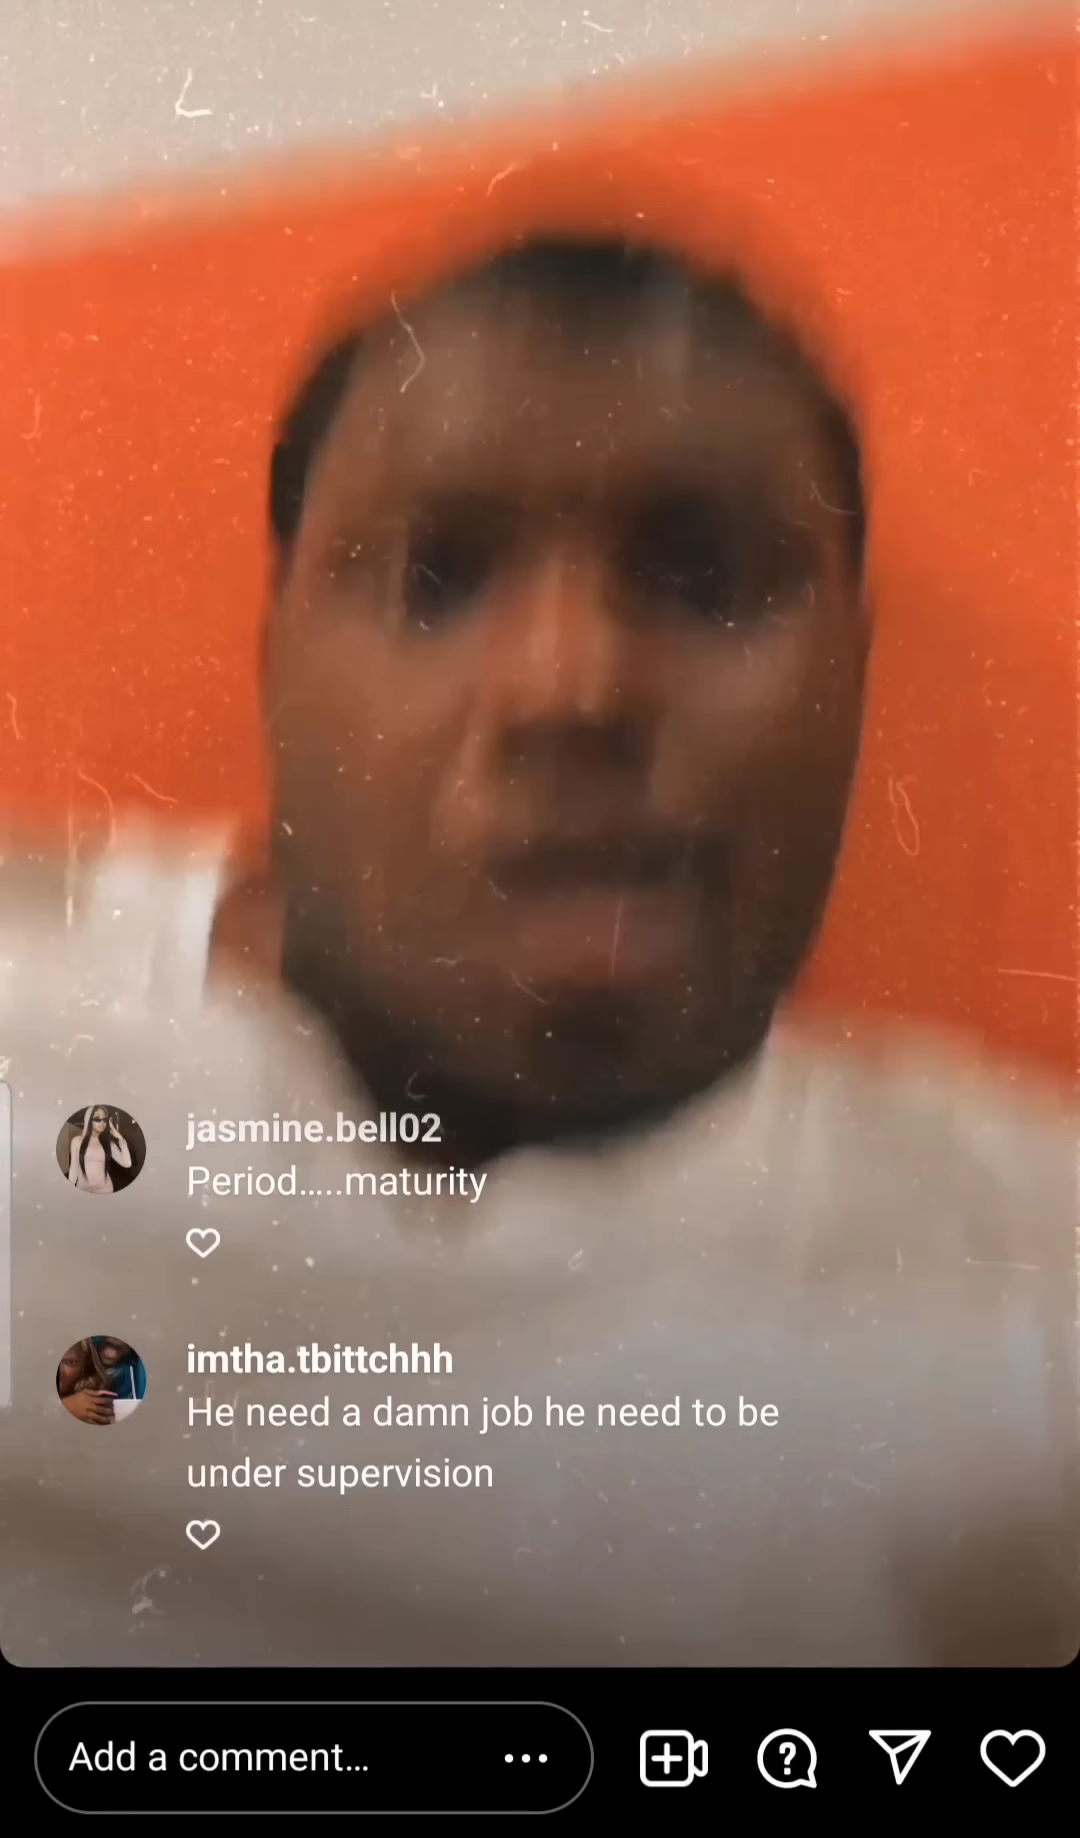 jasmine.bell02
Period.....maturity
imtha.tbittchhh
He need a damn job he need to be
under supervision
Add a comment...